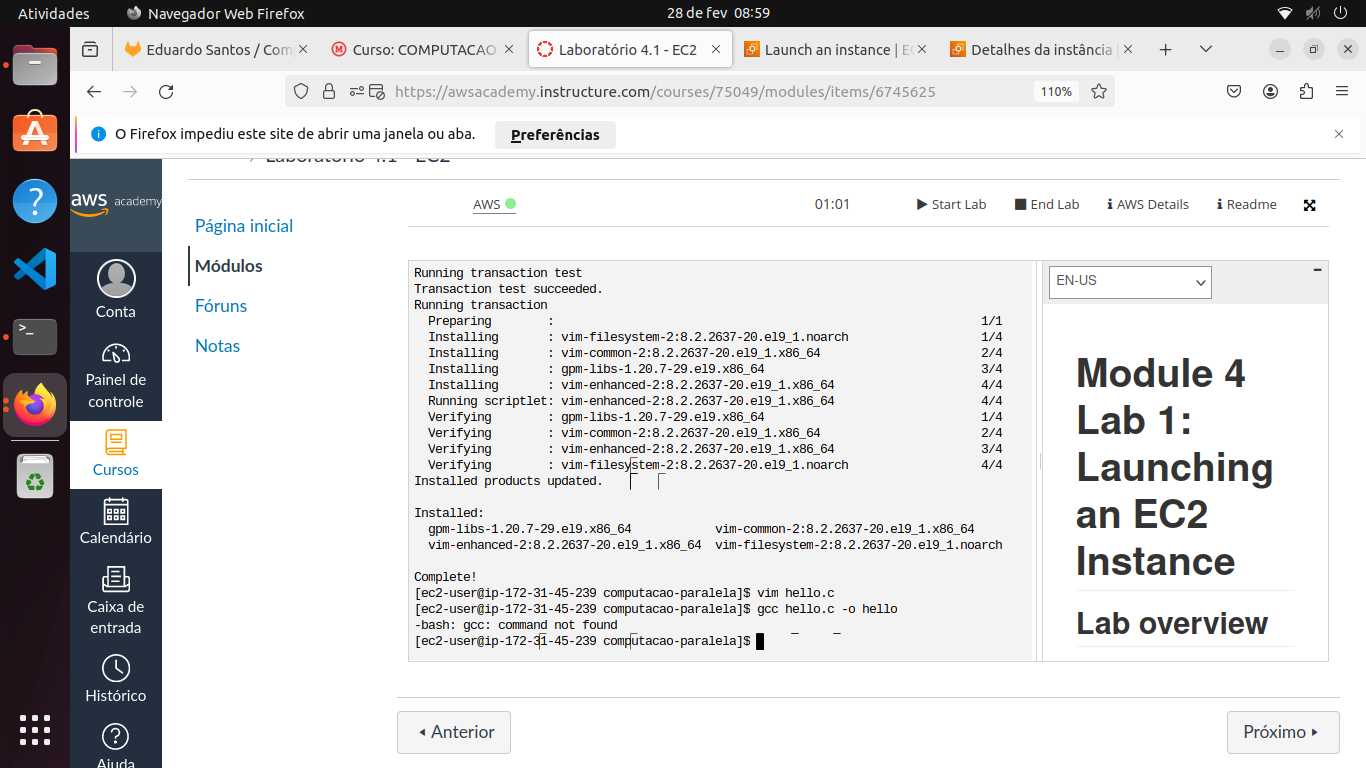 Atividades
Navegador Web Firefox
28 de fev 08:59
Eduardo Santos / Com
Curso: COMPUTACAO
Laboratório 4.1 - EC2
Launch an instance | EC
Detalhes da instância |
https://awsacademy.instructure.com/courses/75049/modules/items/6745625
110%
O Firefox impediu este site de abrir uma janela ou aba.
Preferências
Laboratório 4.1 - EC2
aws academy
Conta
Painel de
controle
Cursos
Calendário
Caixa de
entrada
Histórico
Ajuda
Página inicial
Módulos
Fóruns
Notas
AWS
01:01
Start Lab
End Lab
AWS Details
Readme
Running transaction test
Transaction test succeeded.
Running transaction
Preparing : 1/1
Installing : vim-filesystem-2:8.2.2637-20.el9_1.noarch 1/4
Installing : vim-common-2:8.2.2637-20.el9_1.x86_64 2/4
Installing : gpm-libs-1.20.7-29.el9.x86_64 3/4
Installing : vim-enhanced-2:8.2.2637-20.el9_1.x86_64 4/4
Running scriptlet: vim-enhanced-2:8.2.2637-20.el9_1.x86_64 4/4
Verifying : gpm-libs-1.20.7-29.el9.x86_64 1/4
Verifying : vim-common-2:8.2.2637-20.el9_1.x86_64 2/4
Verifying : vim-enhanced-2:8.2.2637-20.el9_1.x86_64 3/4
Verifying : vim-filesystem-2:8.2.2637-20.el9_1.noarch 4/4
Installed products updated.
Installed:
gpm-libs-1.20.7-29.el9.x86_64 vim-common-2:8.2.2637-20.el9_1.x86_64
vim-enhanced-2:8.2.2637-20.el9_1.x86_64 vim-filesystem-2:8.2.2637-20.el9_1.noarch
Complete!
[ec2-user@ip-172-31-45-239 computacao-paralela]$ vim hello.c
[ec2-user@ip-172-31-45-239 computacao-paralela]$ gcc hello.c -o hello
-bash: gcc: command not found
[ec2-user@ip-172-31-45-239 computacao-paralela]$
EN-US
Module 4
Lab 1:
Launching
an EC2
Instance
Lab overview
Anterior
Próximo